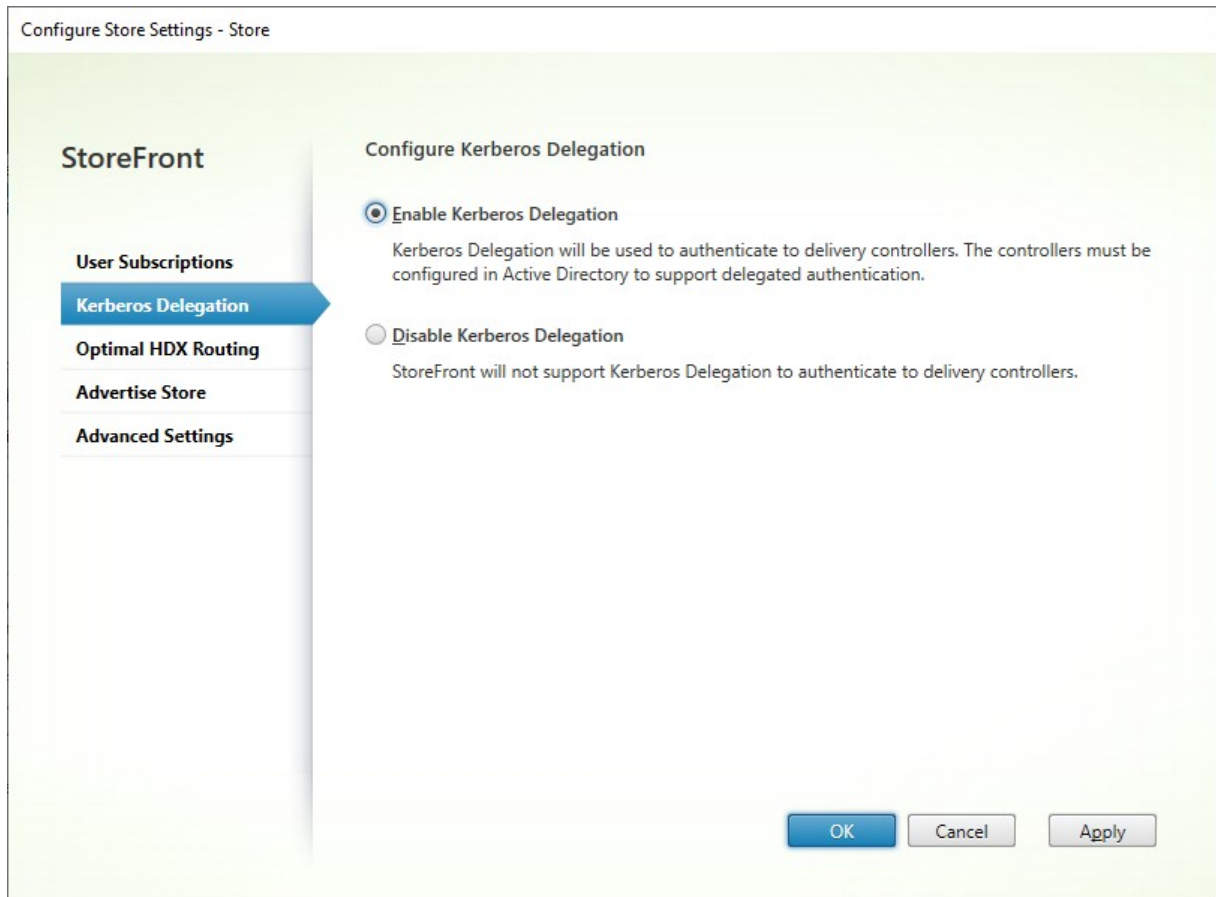 Configure Store Settings - Store
StoreFront
User Subscriptions
Kerberos Delegation
Optimal HDX Routing
Advertise Store
Advanced Settings
Configure Kerberos Delegation
Enable Kerberos Delegation
Kerberos Delegation will be used to authenticate to delivery controllers. The controllers must be
configured in Active Directory to support delegated authentication.
Disable Kerberos Delegation
StoreFront will not support Kerberos Delegation to authenticate to delivery controllers.
OK
Cancel
Apply